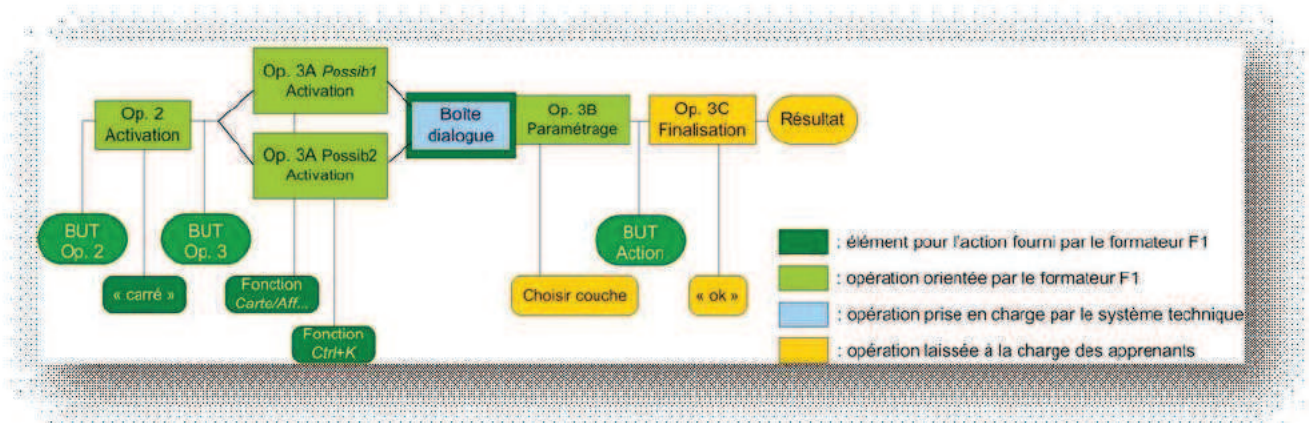 Op. 2
Activation
Op. 3A Possib1
Activation
Op. 3A Possib2
Activation
Boîte
dialogue
Op. 3B
Paramétrage
Op. 3C
Finalisation
Résultat
BUT
Op. 2
« carré »
BUT
Op. 3
Fonction
Carte/Aff...
Fonction
Ctrl+K
Choisir couche
BUT
Action
« ok »
: élément pour l'action fourni par le formateur F1
: opération orientée par le formateur F1
: opération prise en charge par le système technique
: opération laissée à la charge des apprenants